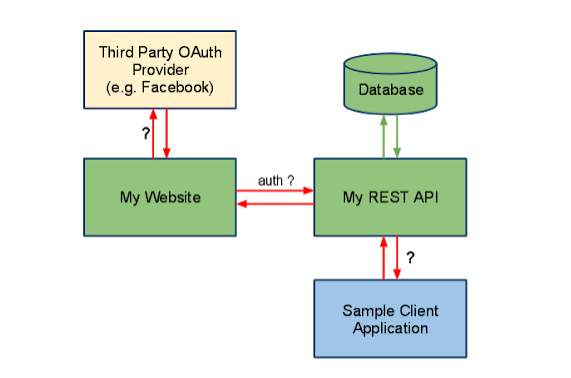 Third Party OAuth
Provider
(e.g. Facebook)
Database
?
auth ?
My Website
My REST API
?
Sample Client
Application